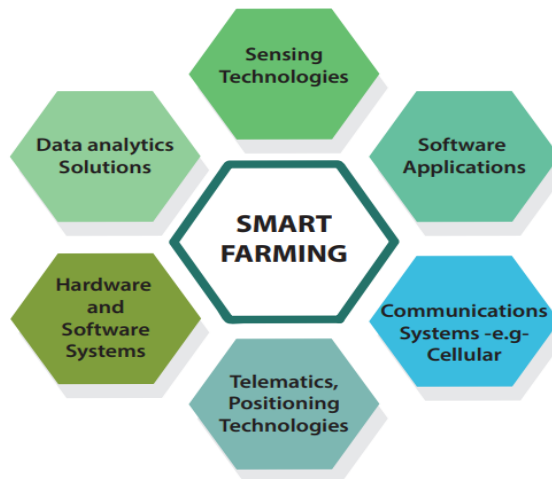 Sensing
Technologies
Data analytics
Solutions
Software
Applications
SMART
FARMING
Hardware
and
Software
Systems
Communications
Systems -e.g-
Cellular
Telematics,
Positioning
Technologies